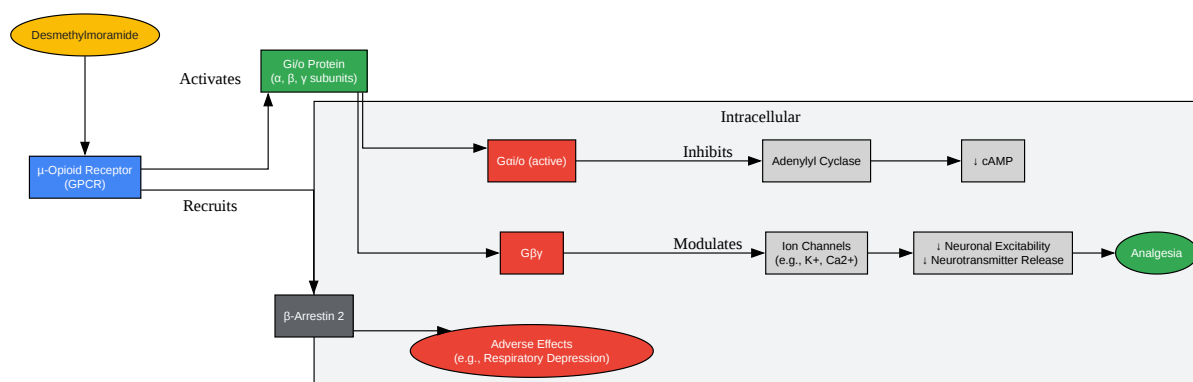 Desmethylmoramide
Activates
Gi/o Protein
(α, β, γ subunits)
Intracellular
µ-Opioid Receptor
(GPCR)
Recruits
Gαi/o (active)
Inhibits
Adenylyl Cyclase
↓ cAMP
Gβγ
Modulates
Ion Channels
(e.g., K+, Ca2+)
↓ Neuronal Excitability
↓ Neurotransmitter Release
Analgesia
β-Arrestin 2
Adverse Effects
(e.g., Respiratory Depression)